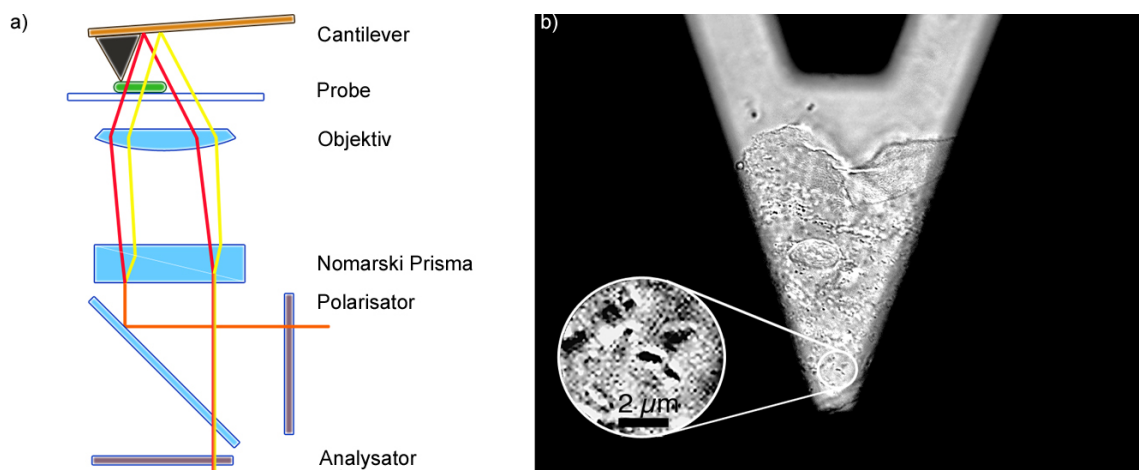 a)
Cantilever
Probe
Objektiv
Nomarski Prisma
Polarisator
Analysator
b)
2 µm